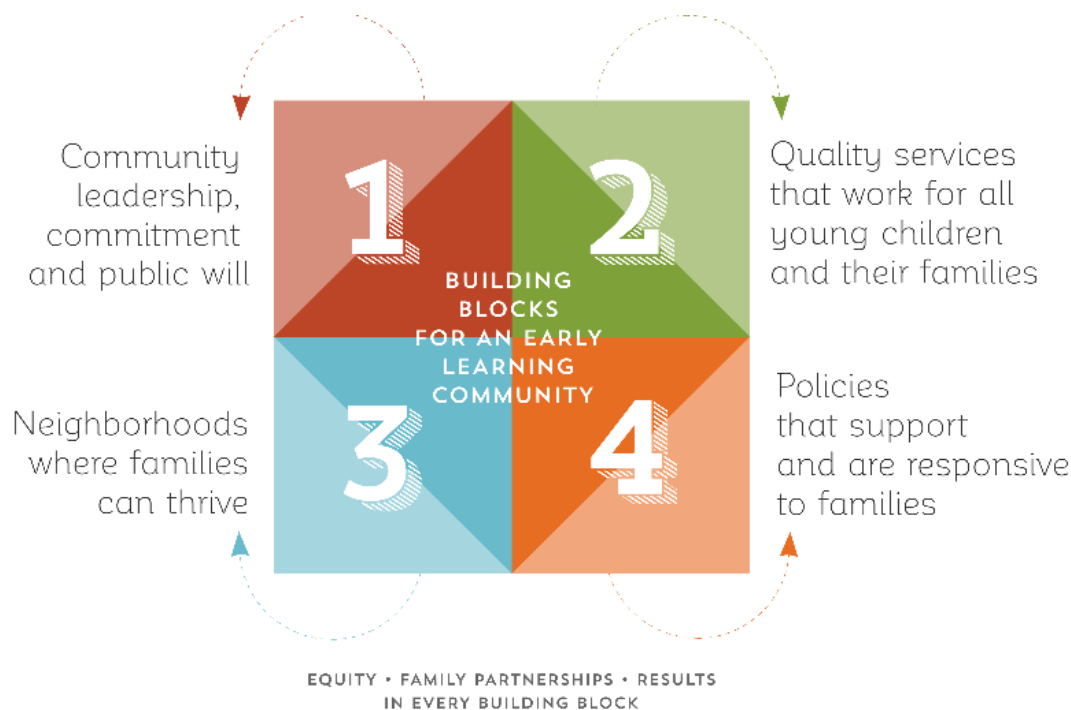 1
Community
leadership,
commitment
and public will
2
Quality services
that work for all
young children
and their families
BUILDING
BLOCKS
FOR AN EARLY
LEARNING
COMMUNITY
3
Neighborhoods
where families
can thrive
4
Policies
that support
and are responsive
to families
EQUITY • FAMILY PARTNERSHIPS • RESULTS
IN EVERY BUILDING BLOCK